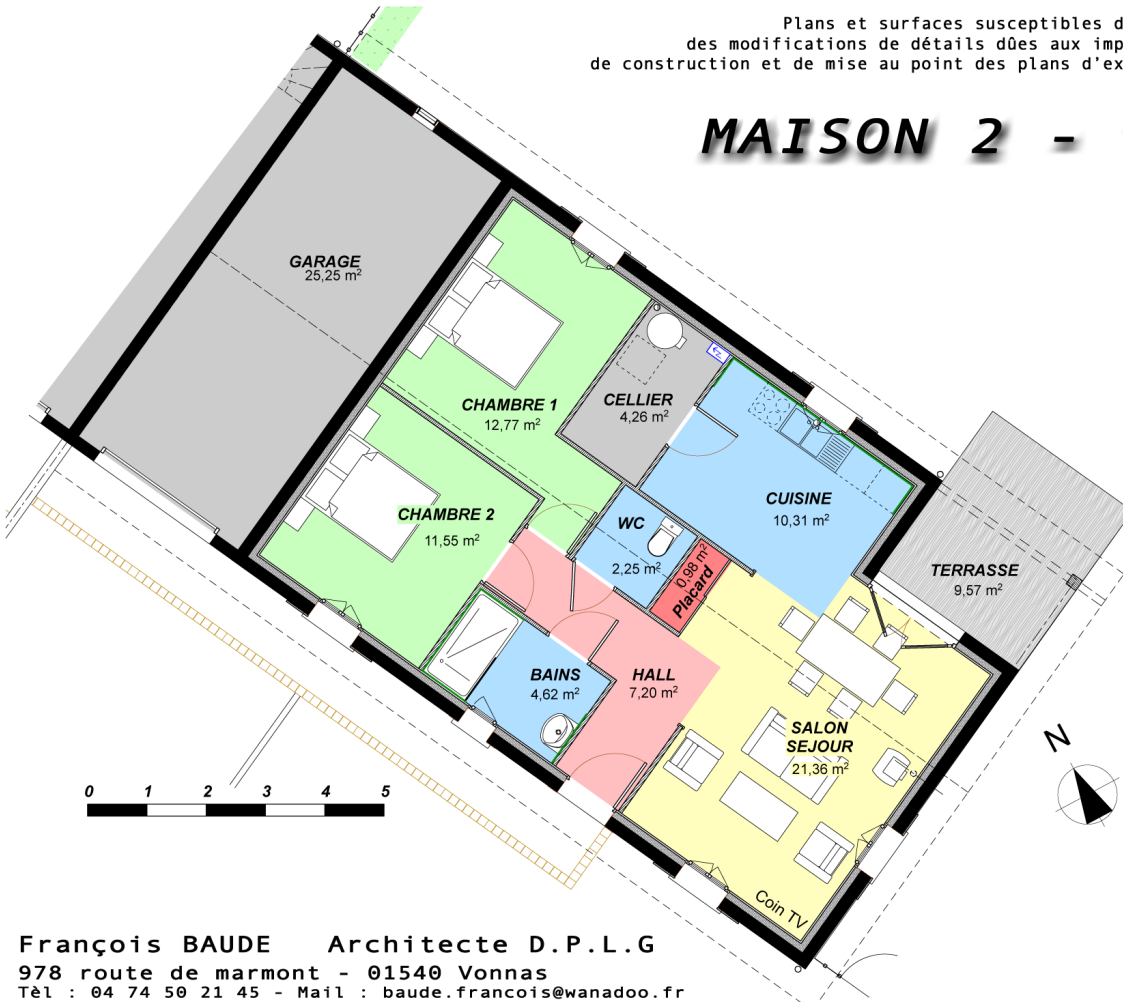 Plans et surfaces susceptibles d
des modifications de détails dûes aux imp
de construction et de mise au point des plans d'ex
MAISON 2 -
GARAGE
25,25 m²
CHAMBRE 1
12,77 m²
CELLIER
4,26 m²
CUISINE
10,31 m²
CHAMBRE 2
11,55 m²
WC
2,25 m²
0,98 m²
Placard
TERRASSE
9,57 m²
BAINS
4,62 m²
HALL
7,20 m²
SALON
SEJOUR
21,36 m²
N
0 1 2 3 4 5
Coin TV
François BAUDE Architecte D.P.L.G
978 route de marmont - 01540 Vonnas
Tèl : 04 74 50 21 45 - Mail : baude.francois@wanadoo.fr